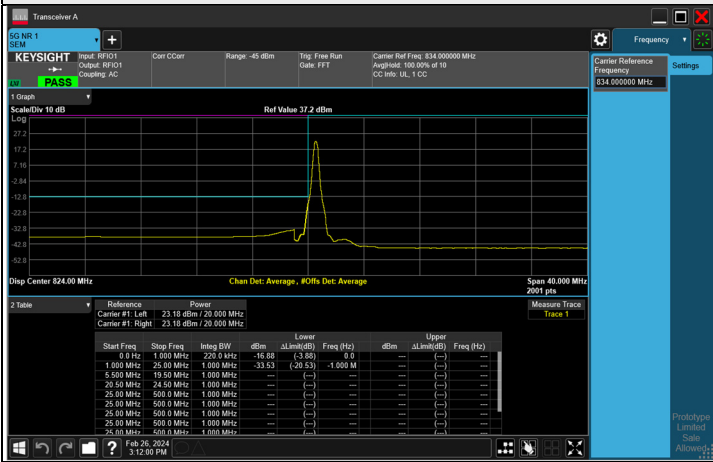 Transceiver A
5G NR 1
SEM
Frequency
KEYSIGHT Input: RFIO1 Corr CCorr Range: -45 dBm Trig: Free Run Carrier Ref Freq: 834.000000 MHz
Output: RFIO1 Gate: FFT Avg|Hold: 100.00% of 10
Coupling: AC CC Info: UL, 1 CC
LXI PASS
Carrier Reference
Frequency
834.000000 MHz
Settings
1 Graph
Scale/Div 10 dB Ref Value 37.2 dBm
Log
27.2
17.2
7.16
-2.84
-12.8
-22.8
-32.8
-42.8
-52.8
Disp Center 824.00 MHz Chan Det: Average, #Offs Det: Average Span 40.000 MHz
2001 pts
2 Table
Reference Power
Carrier #1: Left 23.18 dBm / 20.000 MHz
Carrier #1: Right 23.18 dBm / 20.000 MHz
Measure Trace
Trace 1
Lower Upper
Start Freq Stop Freq Integ BW dBm ΔLimit(dB) Freq (Hz) dBm ΔLimit(dB) Freq (Hz)
0.0 Hz 1.000 MHz 220.0 kHz -16.88 (-3.88) 0.0 --- (---) ---
1.000 MHz 25.00 MHz 1.000 MHz -33.53 (-20.53) -1.000 M --- (---) ---
5.500 MHz 19.50 MHz 1.000 MHz --- (---) --- --- (---) ---
20.50 MHz 24.50 MHz 1.000 MHz --- (---) --- --- (---) ---
25.00 MHz 500.0 MHz 1.000 MHz --- (---) --- --- (---) ---
25.00 MHz 500.0 MHz 1.000 MHz --- (---) --- --- (---) ---
25.00 MHz 500.0 MHz 1.000 MHz --- (---) --- --- (---) ---
25.00 MHz 500.0 MHz 1.000 MHz --- (---) --- --- (---) ---
25.00 MHz 500.0 MHz 1.000 MHz --- (---) --- --- (---) ---
Feb 26, 2024
3:12:00 PM
Prototype
Limited
Sale
Allowed